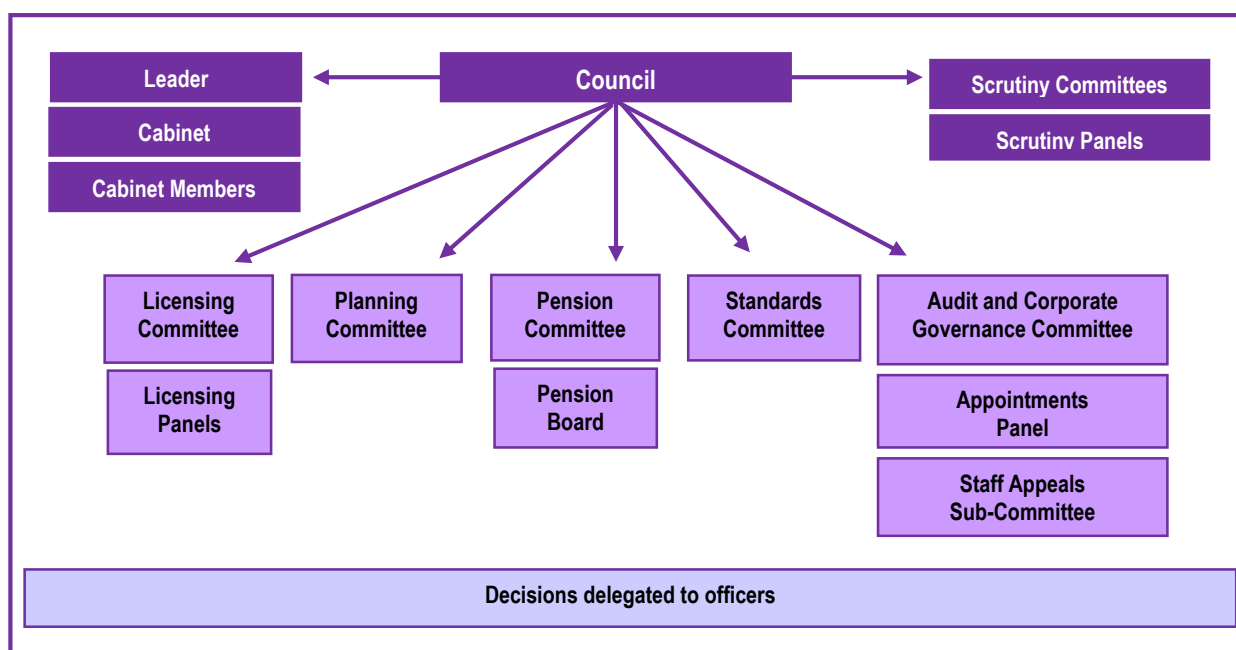 Leader
Council
Scrutiny Committees
Cabinet
Scrutiny Panels
Cabinet Members
Licensing
Committee
Planning
Committee
Pension
Committee
Standards
Committee
Audit and Corporate
Governance Committee
Licensing
Panels
Pension
Board
Appointments
Panel
Staff Appeals
Sub-Committee
Decisions delegated to officers